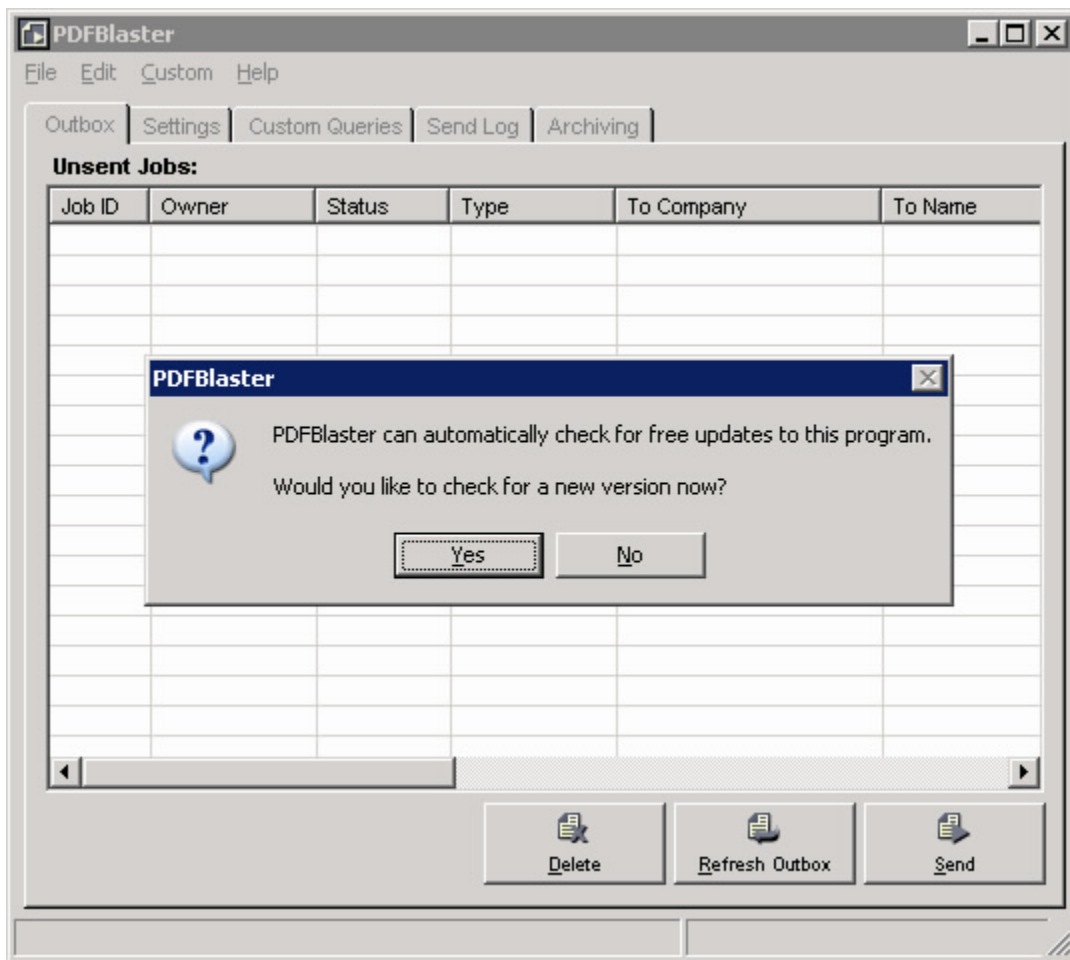 PDFBlaster
File Edit Custom Help
Outbox Settings Custom Queries Send Log Archiving
Unsent Jobs:
Job ID Owner Status Type To Company To Name
PDFBlaster
PDFBlaster can automatically check for free updates to this program.
Would you like to check for a new version now?
Yes No
Delete Refresh Outbox Send